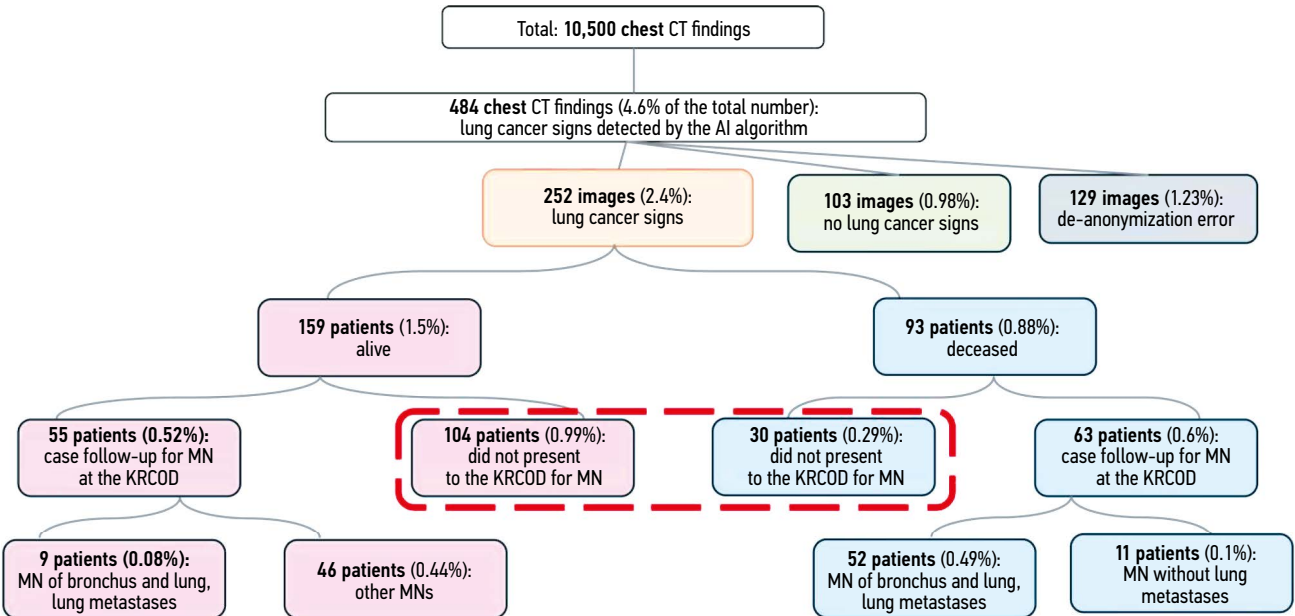 Total: 10,500 chest CT findings
484 chest CT findings (4.6% of the total number):
lung cancer signs detected by the AI algorithm
252 images (2.4%):
lung cancer signs
103 images (0.98%):
no lung cancer signs
129 images (1.23%):
de-anonymization error
159 patients (1.5%):
alive
93 patients (0.88%):
deceased
55 patients (0.52%):
case follow-up for MN
at the KRCOD
104 patients (0.99%):
did not present
to the KRCOD for MN
30 patients (0.29%):
did not present
to the KRCOD for MN
63 patients (0.6%):
case follow-up for MN
at the KRCOD
9 patients (0.08%):
MN of bronchus and lung,
lung metastases
46 patients (0.44%):
other MNs
52 patients (0.49%):
MN of bronchus and lung,
lung metastases
11 patients (0.1%):
MN without lung
metastases